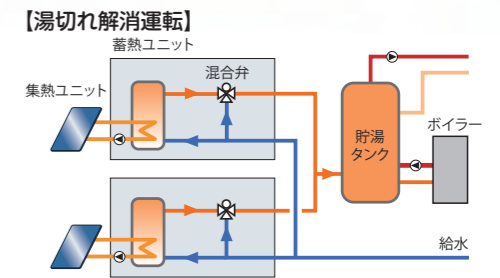 【湯切れ解消運転】
蓄熱ユニット
混合弁
集熱ユニット
ボイラー
貯湯
タンク
給水